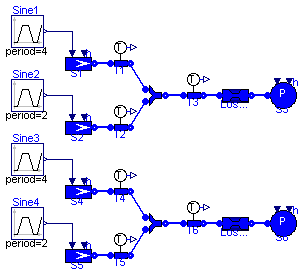 Sine1
T
h
period=4
S1
T1
Sine2
T
T
P
h
period=2
S2
T2
T3
Los...
S3
Sine3
T
h
period=4
S4
T4
Sine4
T
T
P
h
period=2
S5
T5
T6
Los...
S6